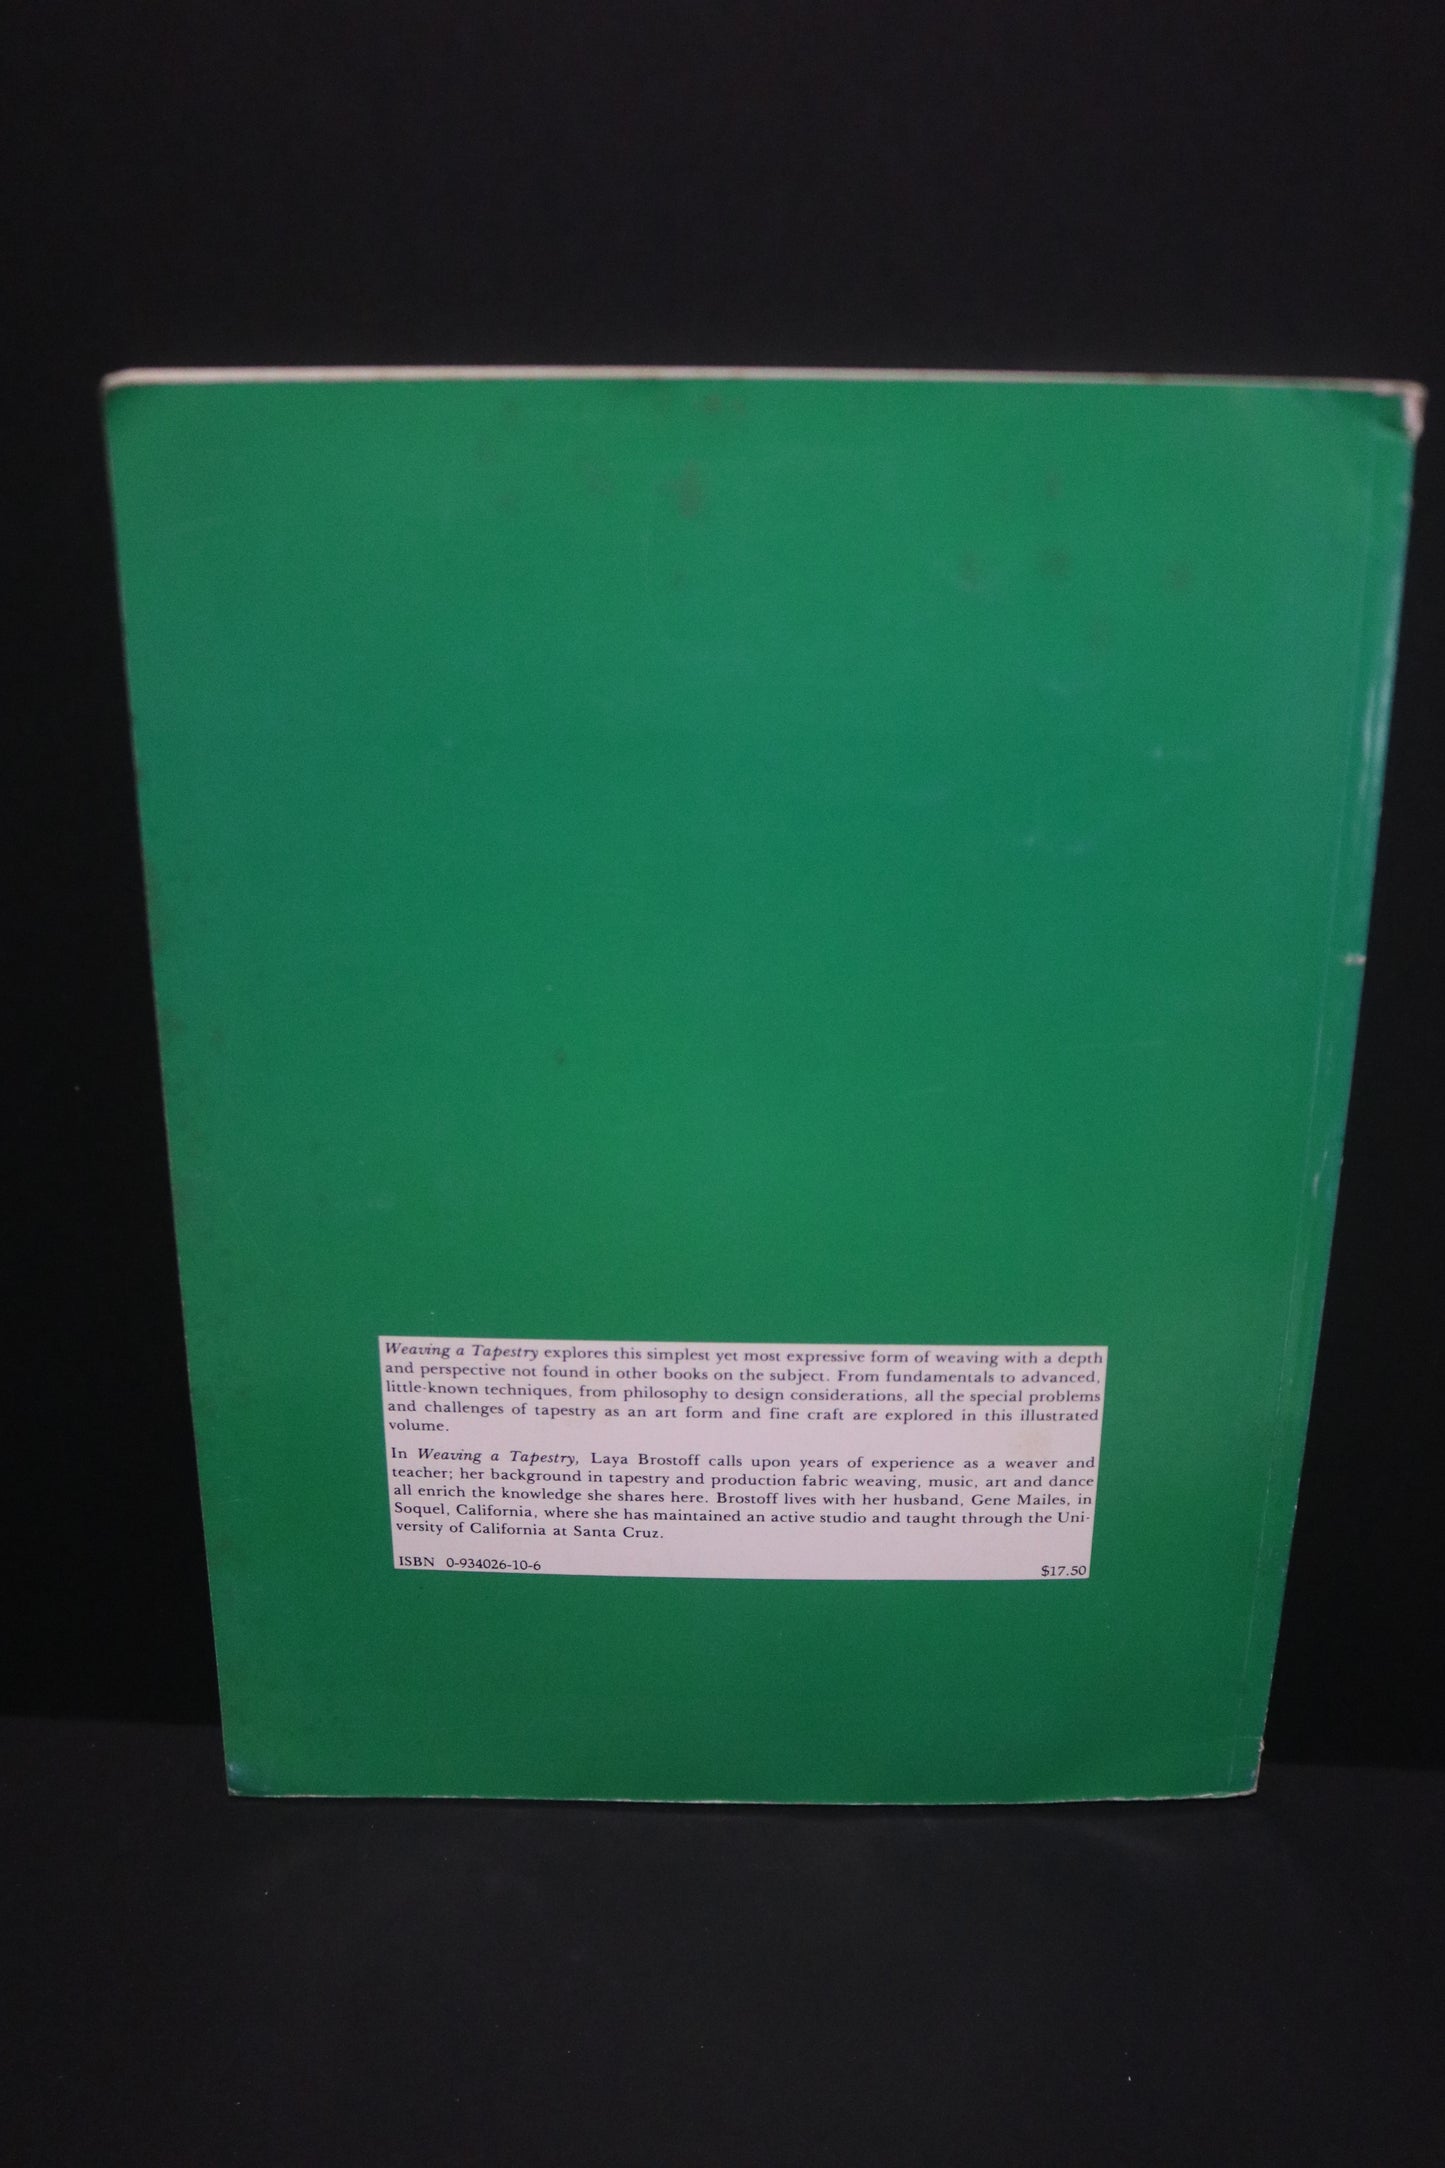 Weaving a Tapestry explores this simplest yet most expressive form of weaving with a depth
and perspective not found in other books on the subject. From fundamentals to advanced,
little-known techniques, from philosophy to design considerations, all the special problems
and challenges of tapestry as an art form and fine craft are explored in this illustrated
volume.
In Weaving a Tapestry, Laya Brostoff calls upon years of experience as a weaver and
teacher; her background in tapestry and production fabric weaving, music, art and dance
all enrich the knowledge she shares here. Brostoff lives with her husband, Gene Mailes, in
Soquel, California, where she has maintained an active studio and taught through the Uni-
versity of California at Santa Cruz.
ISBN 0-934026-10-6 $17.50